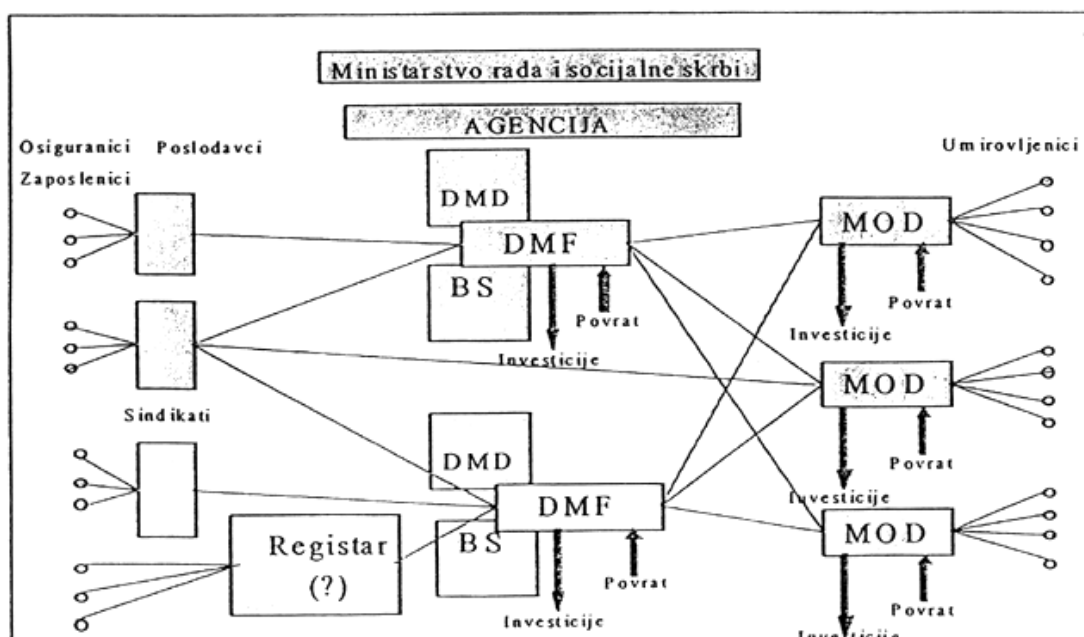 Ministarstvo rada i socijalne skrbi
AGENCIJA
Osiguranici
Poslodavci
Umirovljenici
Zaposlenici
DMD
DMF
BS
Povrat
Investicije
MOD
Povrat
Investicije
MOD
Povrat
Investicije
Sindikati
DMD
DMF
BS
Povrat
Investicije
Registar
(?)
MOD
Povrat
Investicije